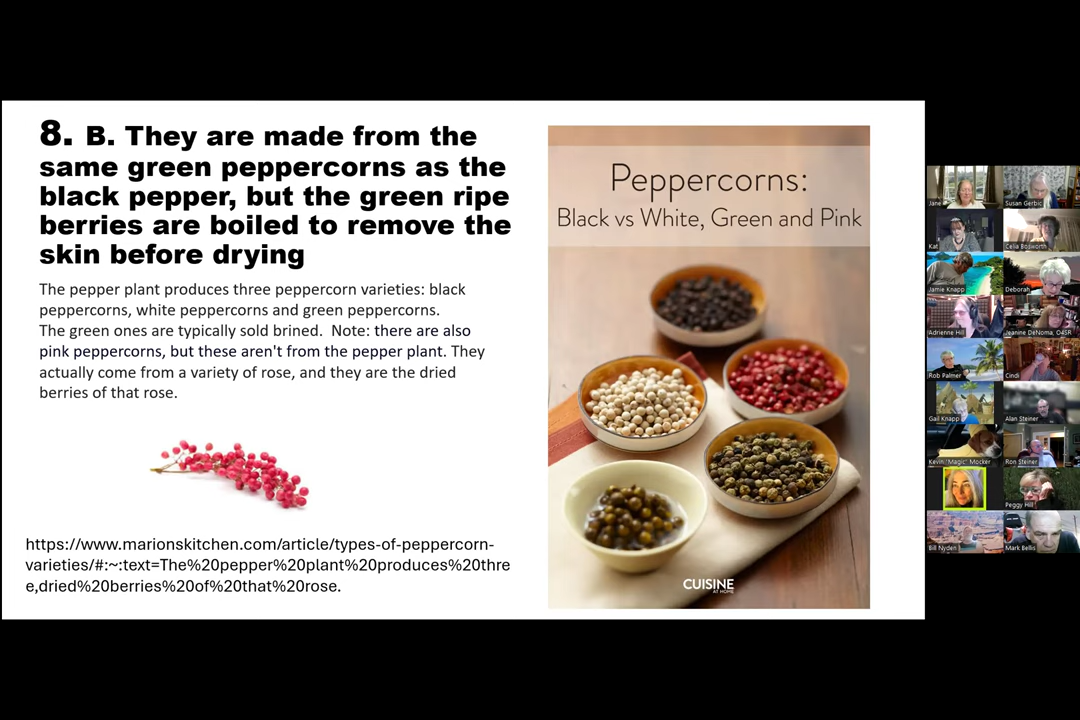 8. B. They are made from the
same green peppercorns as the
black pepper, but the green ripe
berries are boiled to remove the
skin before drying
The pepper plant produces three peppercorn varieties: black
peppercorns, white peppercorns and green peppercorns.
The green ones are typically sold brined.  Note: there are also
pink peppercorns, but these aren't from the pepper plant. They
actually come from a variety of rose, and they are the dried
berries of that rose.
https://www.marionskitchen.com/article/types-of-peppercorn-
varieties/#:~:text=The%20pepper%20plant%20produces%20thre
e,dried%20berries%20of%20that%20rose.
Peppercorns:
Black vs White, Green and Pink
CUISINE
AT HOME
Jane
Susan Gerbic
Kat
Celia Bosworth
Jamie Knapp
Deborah
Adrienne Hill
Jeanine DeNoma, O4SR
Rob Palmer
Cindi
Gail Knapp
Alan Steiner
Kevin "Magic" Mocker
Ron Steiner
Peggy Hill
Bill Nyden
Mark Bellis